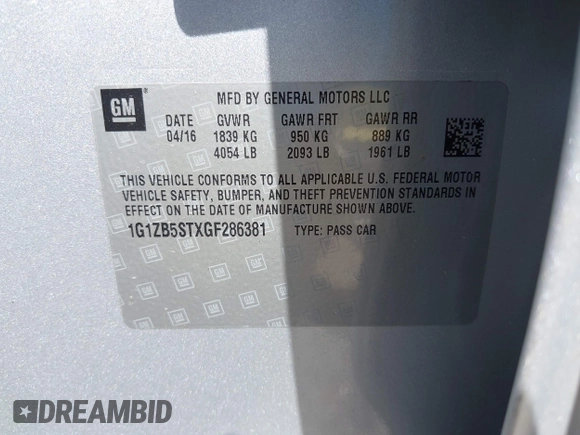 GM
MFD BY GENERAL MOTORS LLC
DATE GVWR GAWR FRT GAWR RR
04/16 1839 KG 950 KG 889 KG
4054 LB 2093 LB 1961 LB
THIS VEHICLE CONFORMS TO ALL APPLICABLE U.S. FEDERAL MOTOR
VEHICLE SAFETY, BUMPER, AND THEFT PREVENTION STANDARDS IN
EFFECT ON THE DATE OF MANUFACTURE SHOWN ABOVE.
1G1ZB5STXGF286381 TYPE: PASS CAR
DREAMBID